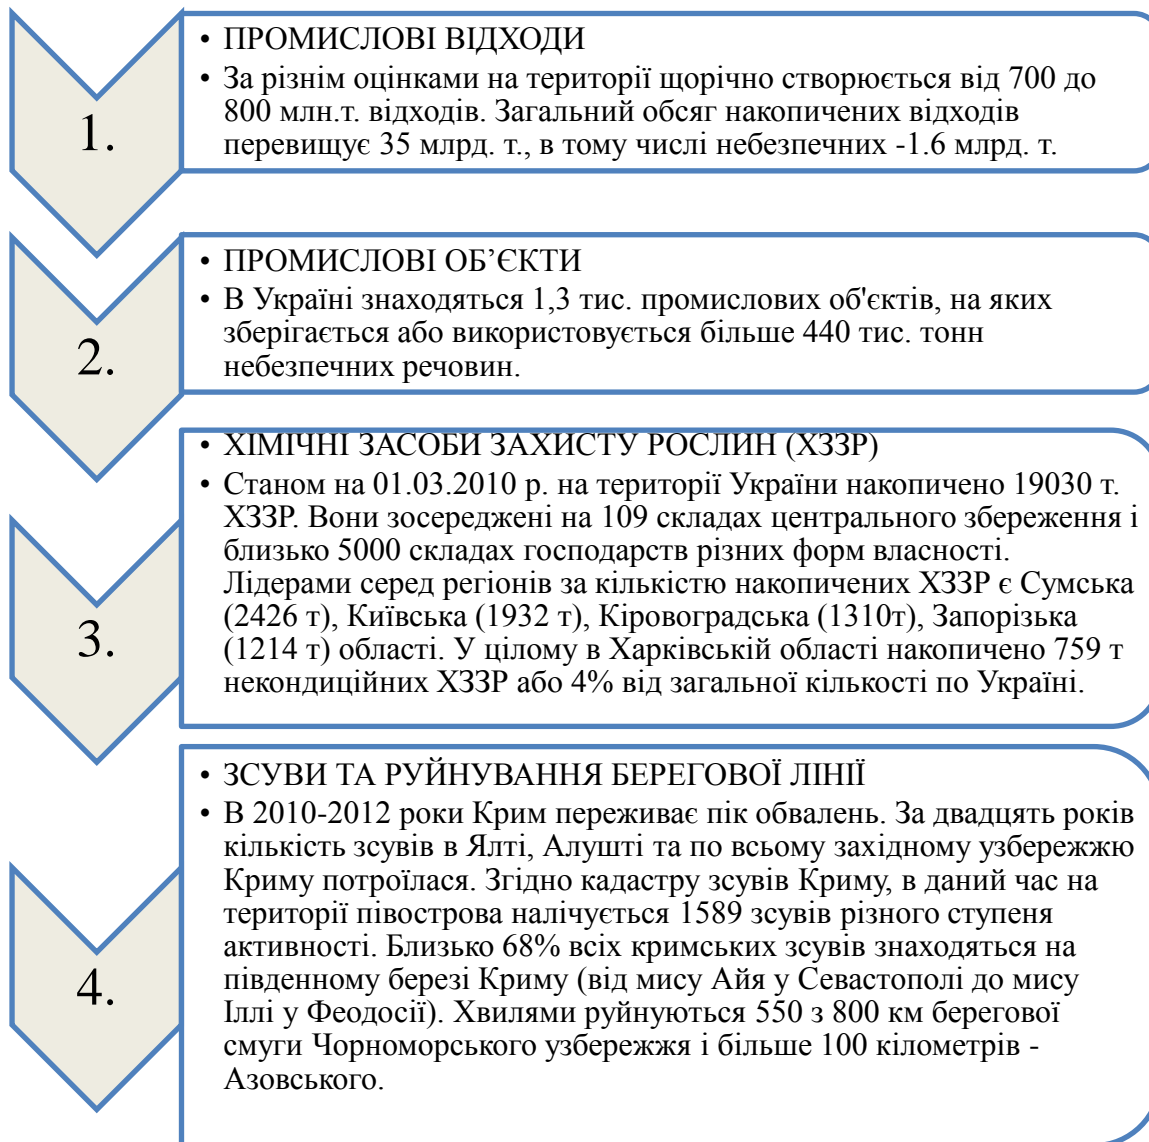 1.
• ПРОМИСЛОВІ ВІДХОДИ
• За різнім оцінками на території щорічно створюється від 700 до
800 млн.т. відходів. Загальний обсяг накопичених відходів
перевищує 35 млрд. т., в тому числі небезпечних -1.6 млрд. т.
2.
• ПРОМИСЛОВІ ОБ’ЄКТИ
• В Україні знаходяться 1,3 тис. промислових об'єктів, на яких
зберігається або використовується більше 440 тис. тонн
небезпечних речовин.
3.
• ХІМІЧНІ ЗАСОБИ ЗАХИСТУ РОСЛИН (ХЗЗР)
• Станом на 01.03.2010 р. на території України накопичено 19030 т.
ХЗЗР. Вони зосереджені на 109 складах центрального збереження і
близько 5000 складах господарств різних форм власності.
Лідерами серед регіонів за кількістю накопичених ХЗЗР є Сумська
(2426 т), Київська (1932 т), Кіровоградська (1310т), Запорізька
(1214 т) області. У цілому в Харківській області накопичено 759 т
некондиційних ХЗЗР або 4% від загальної кількості по Україні.
4.
• ЗСУВИ ТА РУЙНУВАННЯ БЕРЕГОВОЇ ЛІНІЇ
• В 2010-2012 роки Крим переживає пік обвалень. За двадцять років
кількість зсувів в Ялті, Алушті та по всьому західному узбережжю
Криму потроїлася. Згідно кадастру зсувів Криму, в даний час на
території півострова налічується 1589 зсувів різного ступеня
активності. Близько 68% всіх кримських зсувів знаходяться на
південному березі Криму (від мису Айя у Севастополі до мису
Іллі у Феодосії). Хвилями руйнуються 550 з 800 км берегової
смуги Чорноморського узбережжя і більше 100 кілометрів -
Азовського.